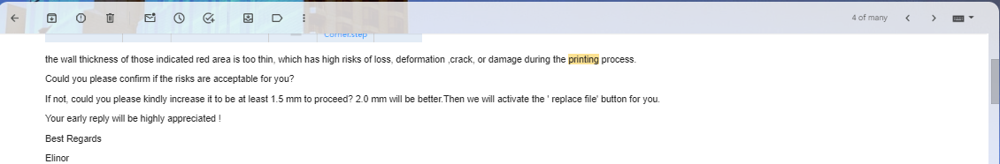 4 of many
Corner.step
the wall thickness of those indicated red area is too thin, which has high risks of loss, deformation ,crack, or damage during the printing process.
Could you please confirm if the risks are acceptable for you?
If not, could you please kindly increase it to be at least 1.5 mm to proceed? 2.0 mm will be better.Then we will activate the ' replace file' button for you.
Your early reply will be highly appreciated !
Best Regards
Elinor